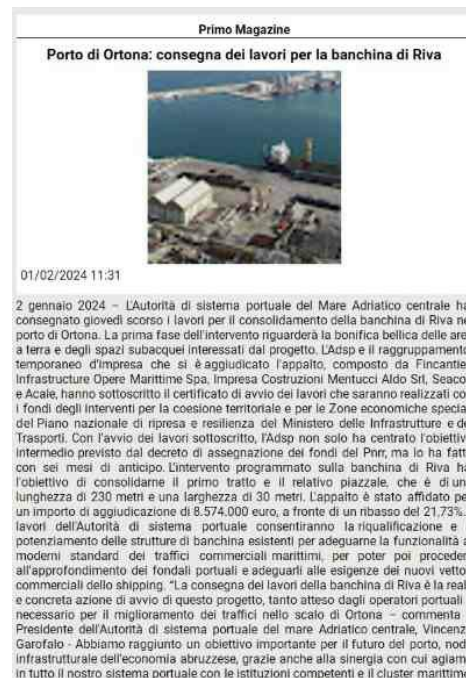 Primo Magazine
Porto di Ortona: consegna dei lavori per la banchina di Riva
01/02/2024 11:31
2 gennaio 2024 – L'Autorità di sistema portuale del Mare Adriatico centrale ha
consegnato giovedì scorso i lavori per il consolidamento della banchina di Riva ne
porto di Ortona. La prima fase dell'intervento riguarderà la bonifica bellica delle are
a terra e degli spazi subacquei interessati dal progetto. L'Adsp e il raggruppamento
temporaneo d'impresa che si è aggiudicato l'appalto, composto da Fincantie
Infrastructure Opere Marittime Spa, Impresa Costruzioni Mentucci Aldo Srl, Seaco
e Acale, hanno sottoscritto il certificato di avvio dei lavori che saranno realizzati co
i fondi degli interventi per la coesione territoriale e per le Zone economiche specia
del Piano nazionale di ripresa e resilienza del Ministero delle Infrastrutture e de
Trasporti. Con l'avvio dei lavori sottoscritto, l'Adsp non solo ha centrato l'obiettiv
intermedio previsto dal decreto di assegnazione dei fondi del Pnrr, ma lo ha fatt
con sei mesi di anticipo. L'intervento programmato sulla banchina di Riva ha
l'obiettivo di consolidarne il primo tratto e il relativo piazzale, che è di un
lunghezza di 230 metri e una larghezza di 30 metri. L'appalto è stato affidato pe
un importo di aggiudicazione di 8.574.000 euro, a fronte di un ribasso del 21,73%.
lavori dell'Autorità di sistema portuale consentiranno la riqualificazione e
potenziamento delle strutture di banchina esistenti per adeguarne la funzionalità a
moderni standard dei traffici commerciali marittimi, per poter poi proceder
all'approfondimento dei fondali portuali e adeguarli alle esigenze dei nuovi vetto
commerciali dello shipping. "La consegna dei lavori della banchina di Riva è la real
e concreta azione di avvio di questo progetto, tanto atteso dagli operatori portuali
necessario per il miglioramento dei traffici nello scalo di Ortona – commenta
Presidente dell'Autorità di sistema portuale del mare Adriatico centrale, Vincenz
Garofalo - Abbiamo raggiunto un obiettivo importante per il futuro del porto, nod
infrastrutturale dell'economia abruzzese, grazie anche alla sinergia con cui agiam
in tutto il nostro sistema portuale con le istituzioni competenti e il cluster marittim